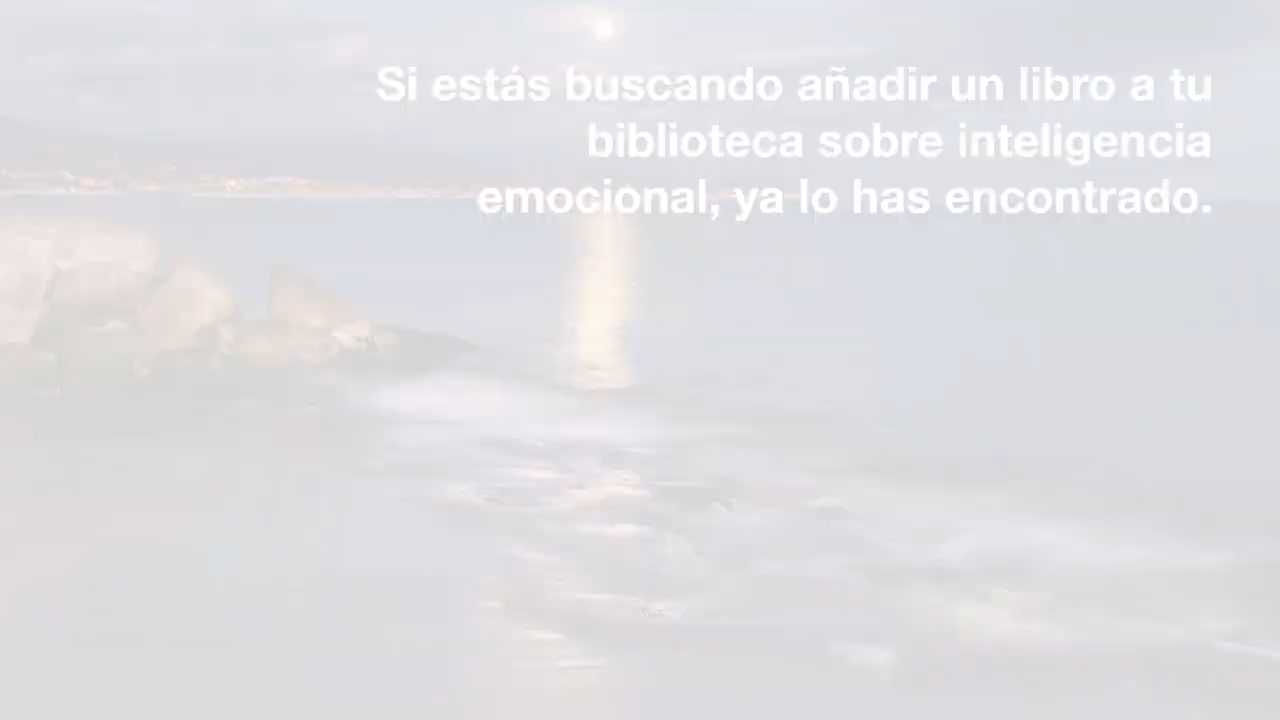 Si estás buscando añadir un libro a tu
biblioteca sobre inteligencia
emocional, ya lo has encontrado.